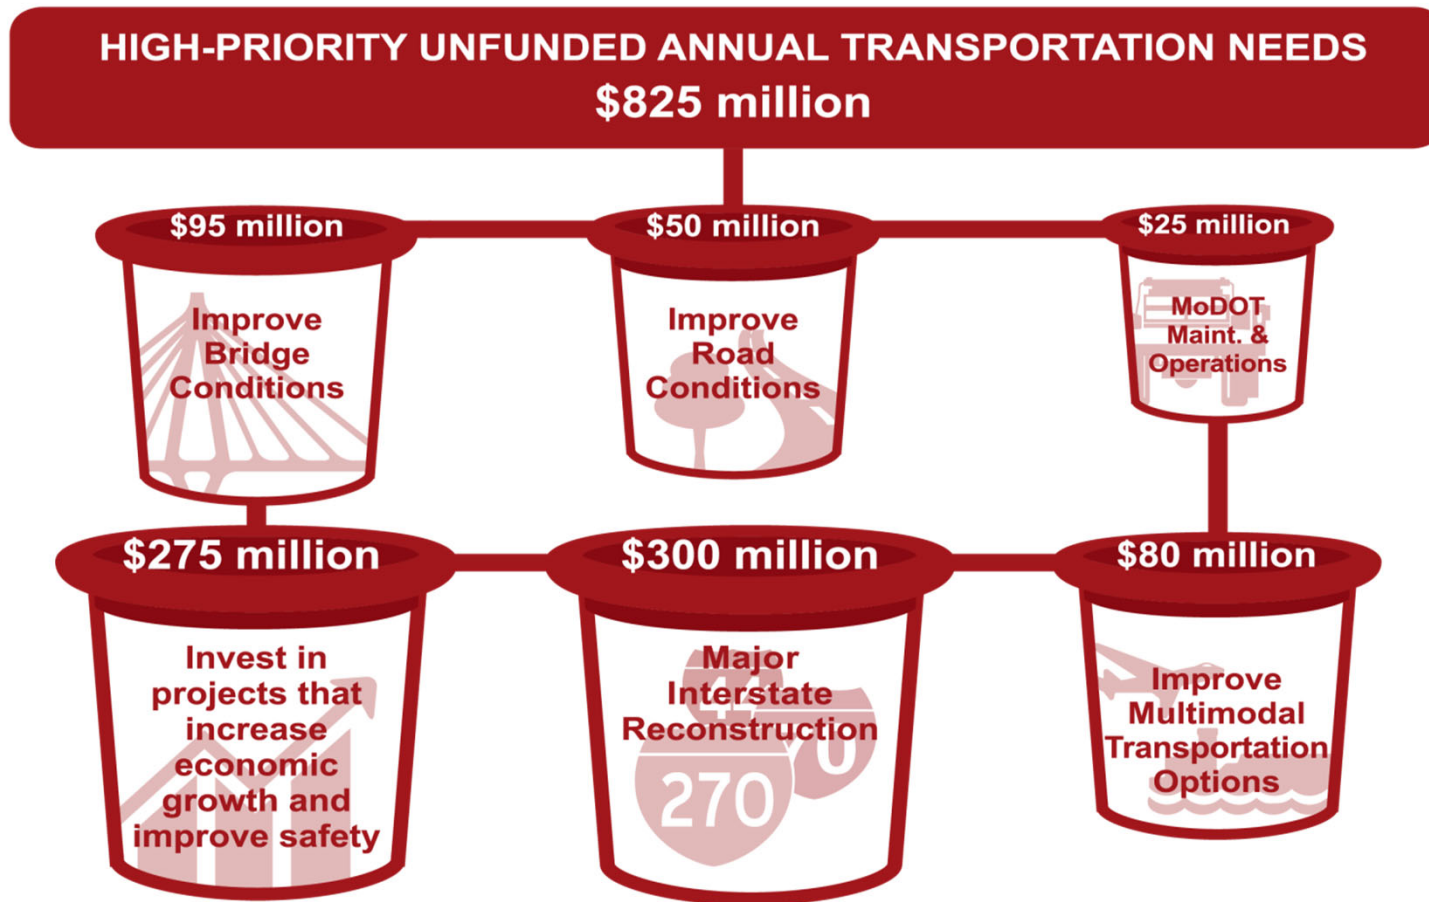 HIGH-PRIORITY UNFUNDED ANNUAL TRANSPORTATION NEEDS
$825 million
$95 million
Improve
Bridge
Conditions
$50 million
Improve
Road
Conditions
$25 million
MoDOT
Maint. &
Operations
$275 million
Invest in
projects that
increase
economic
growth and
improve safety
$300 million
Major
Interstate
Reconstruction
44
0
270
$80 million
Improve
Multimodal
Transportation
Options